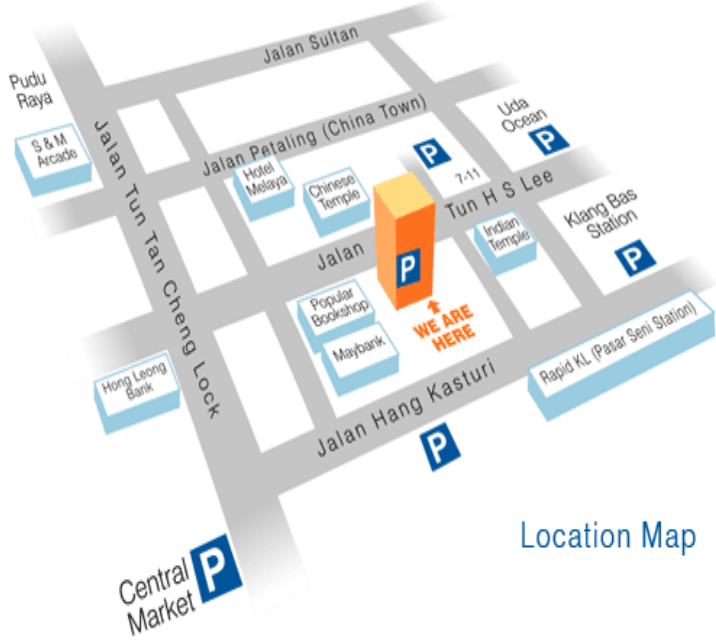 Jalan Sultan
Pudu
Raya
S & M
Arcade
Jalan Tun Tan Cheng Lock
Jalan Petaling (China Town)
Uda
Ocean
P
P
7-11
Hotel
Melaya
Chinese
Temple
Jalan Tun H S Lee
Klang Bas
Station
P
Indian
Temple
P
Popular
Bookshop
WE ARE
HERE
Maybank
Rapid KL (Pasar Seni Station)
Hong Leong
Bank
Jalan Hang Kasturi
P
Location Map
Central
Market
P